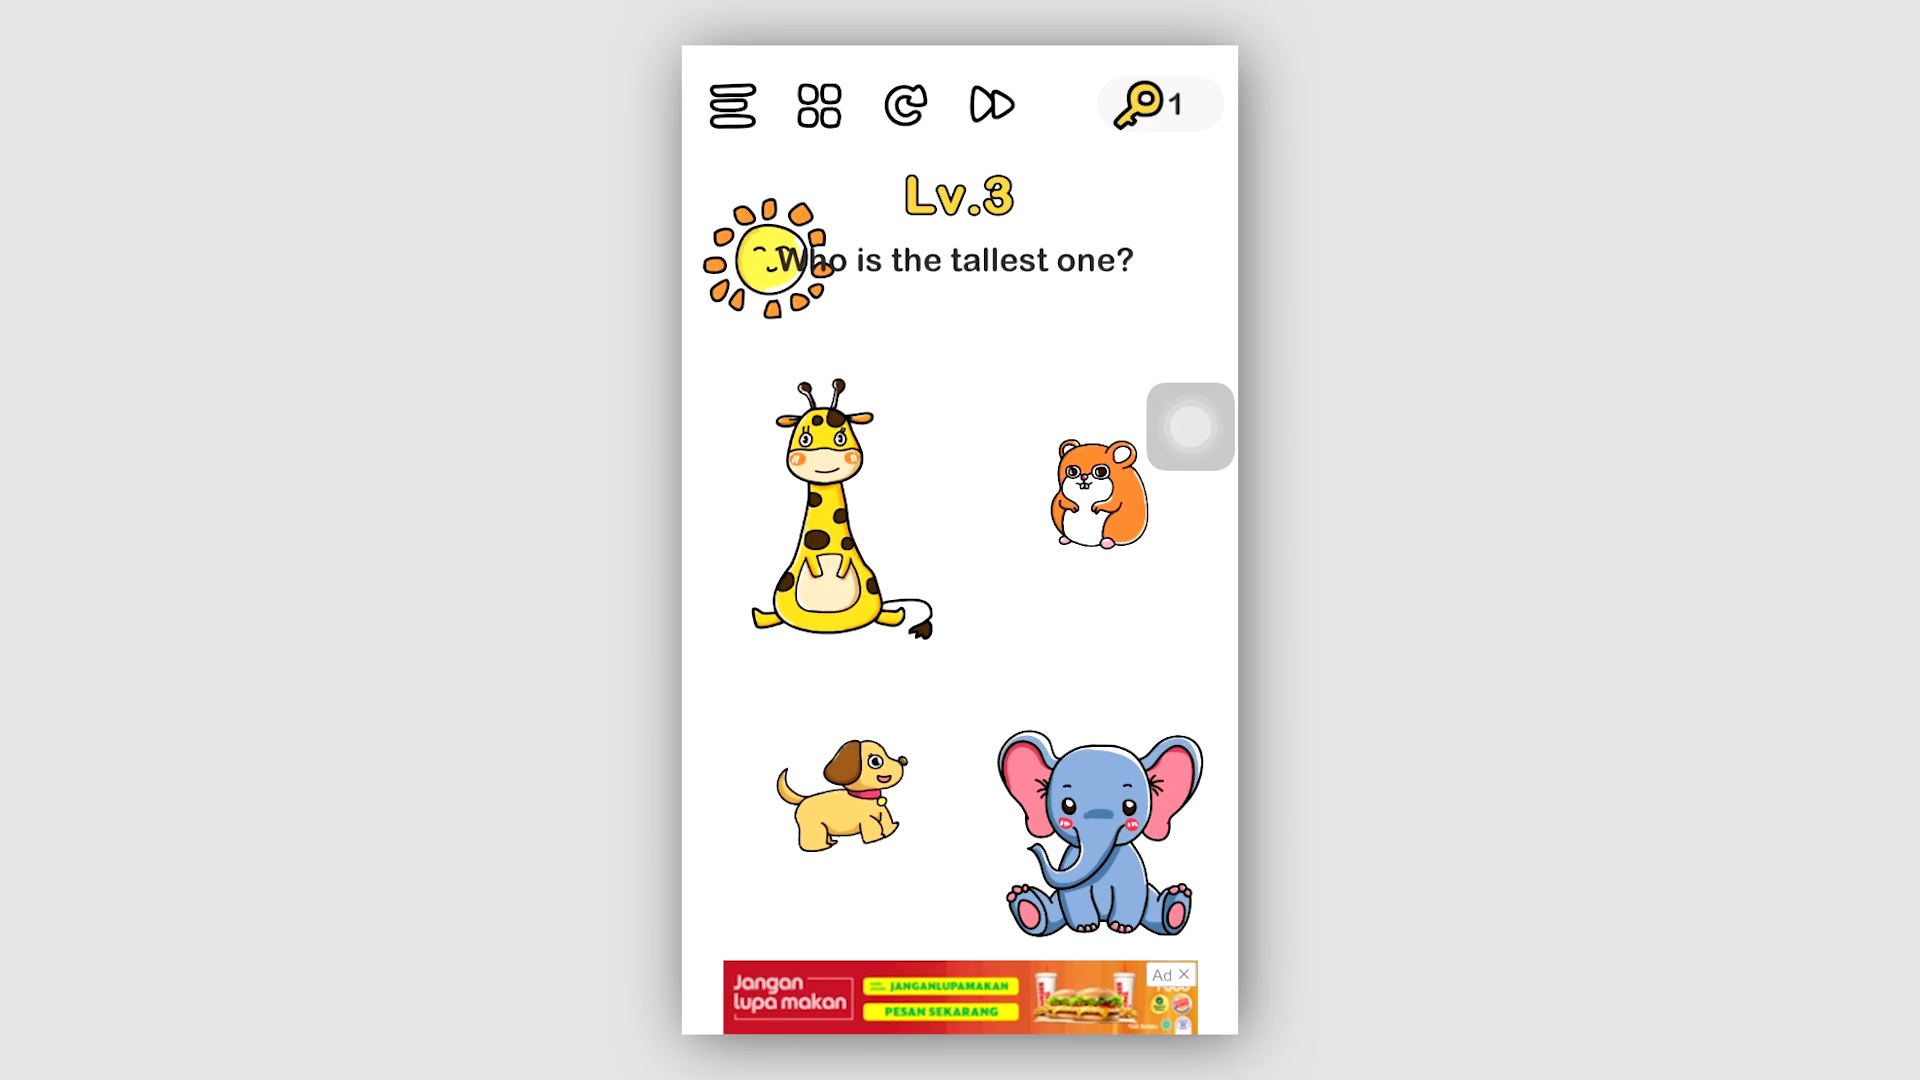 1
Lv.3
Who is the tallest one?
Jangan
lupa makan
JANGANLUPAMAKAN
PESAN SEKARANG
Ad